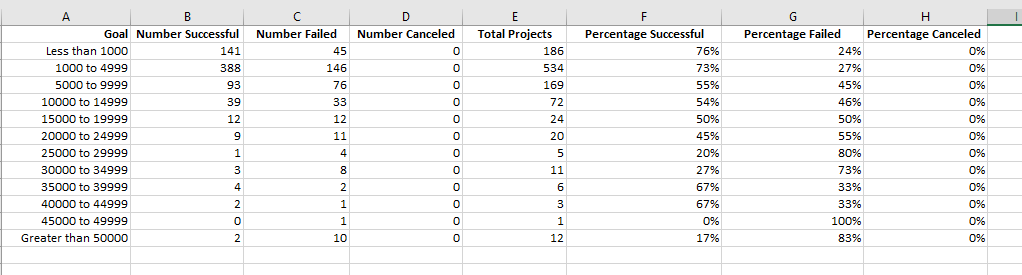 A B C D E F G H I
Goal Number Successful Number Failed Number Canceled Total Projects Percentage Successful Percentage Failed Percentage Canceled
Less than 1000 141 45 0 186 76% 24% 0%
1000 to 4999 388 146 0 534 73% 27% 0%
5000 to 9999 93 76 0 169 55% 45% 0%
10000 to 14999 39 33 0 72 54% 46% 0%
15000 to 19999 12 12 0 24 50% 50% 0%
20000 to 24999 9 11 0 20 45% 55% 0%
25000 to 29999 1 4 0 5 20% 80% 0%
30000 to 34999 3 8 0 11 27% 73% 0%
35000 to 39999 4 2 0 6 67% 33% 0%
40000 to 44999 2 1 0 3 67% 33% 0%
45000 to 49999 0 1 0 1 0% 100% 0%
Greater than 50000 2 10 0 12 17% 83% 0%